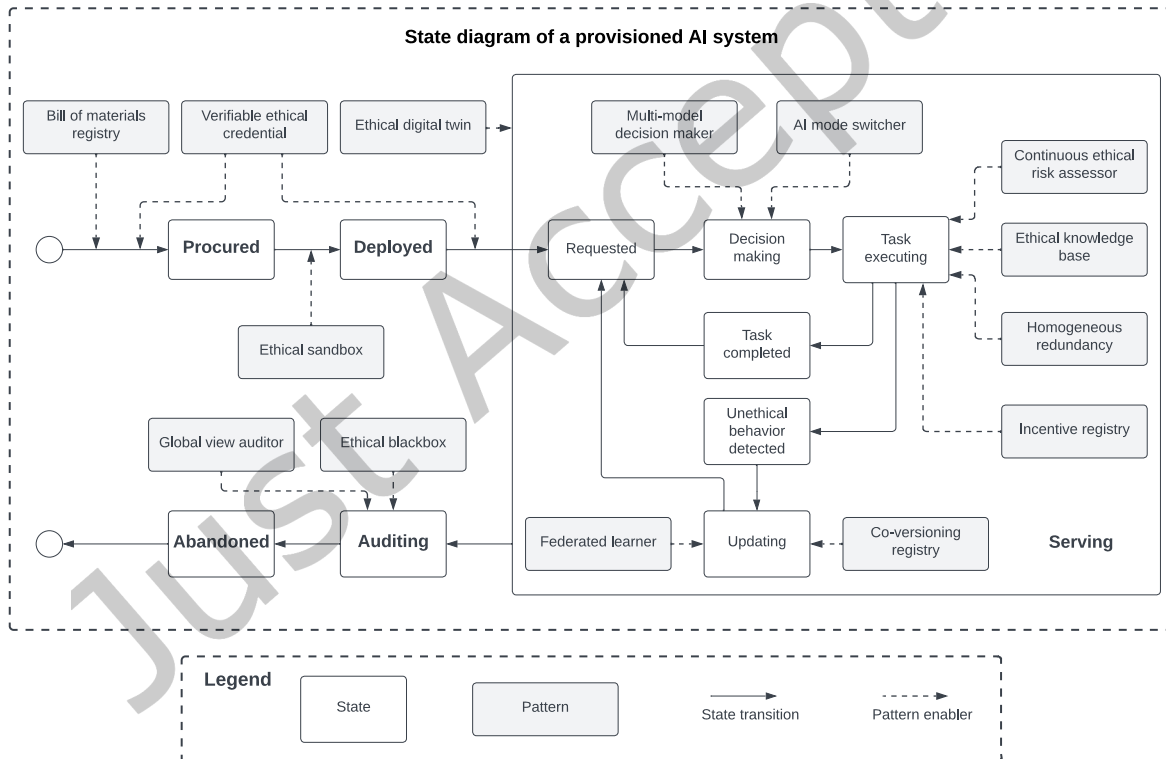 State diagram of a provisioned AI system
Bill of materials
registry
Verifiable ethical
credential
Ethical digital twin
Multi-model
decision maker
AI mode switcher
Continuous ethical
risk assessor
Procured
Deployed
Requested
Decision
making
Task
executing
Ethical knowledge
base
Ethical sandbox
Task
completed
Homogeneous
redundancy
Global view auditor
Ethical blackbox
Unethical
behavior
detected
Incentive registry
Abandoned
Auditing
Federated learner
Updating
Co-versioning
registry
Serving
Legend
State
Pattern
State transition
Pattern enabler
Just Accept